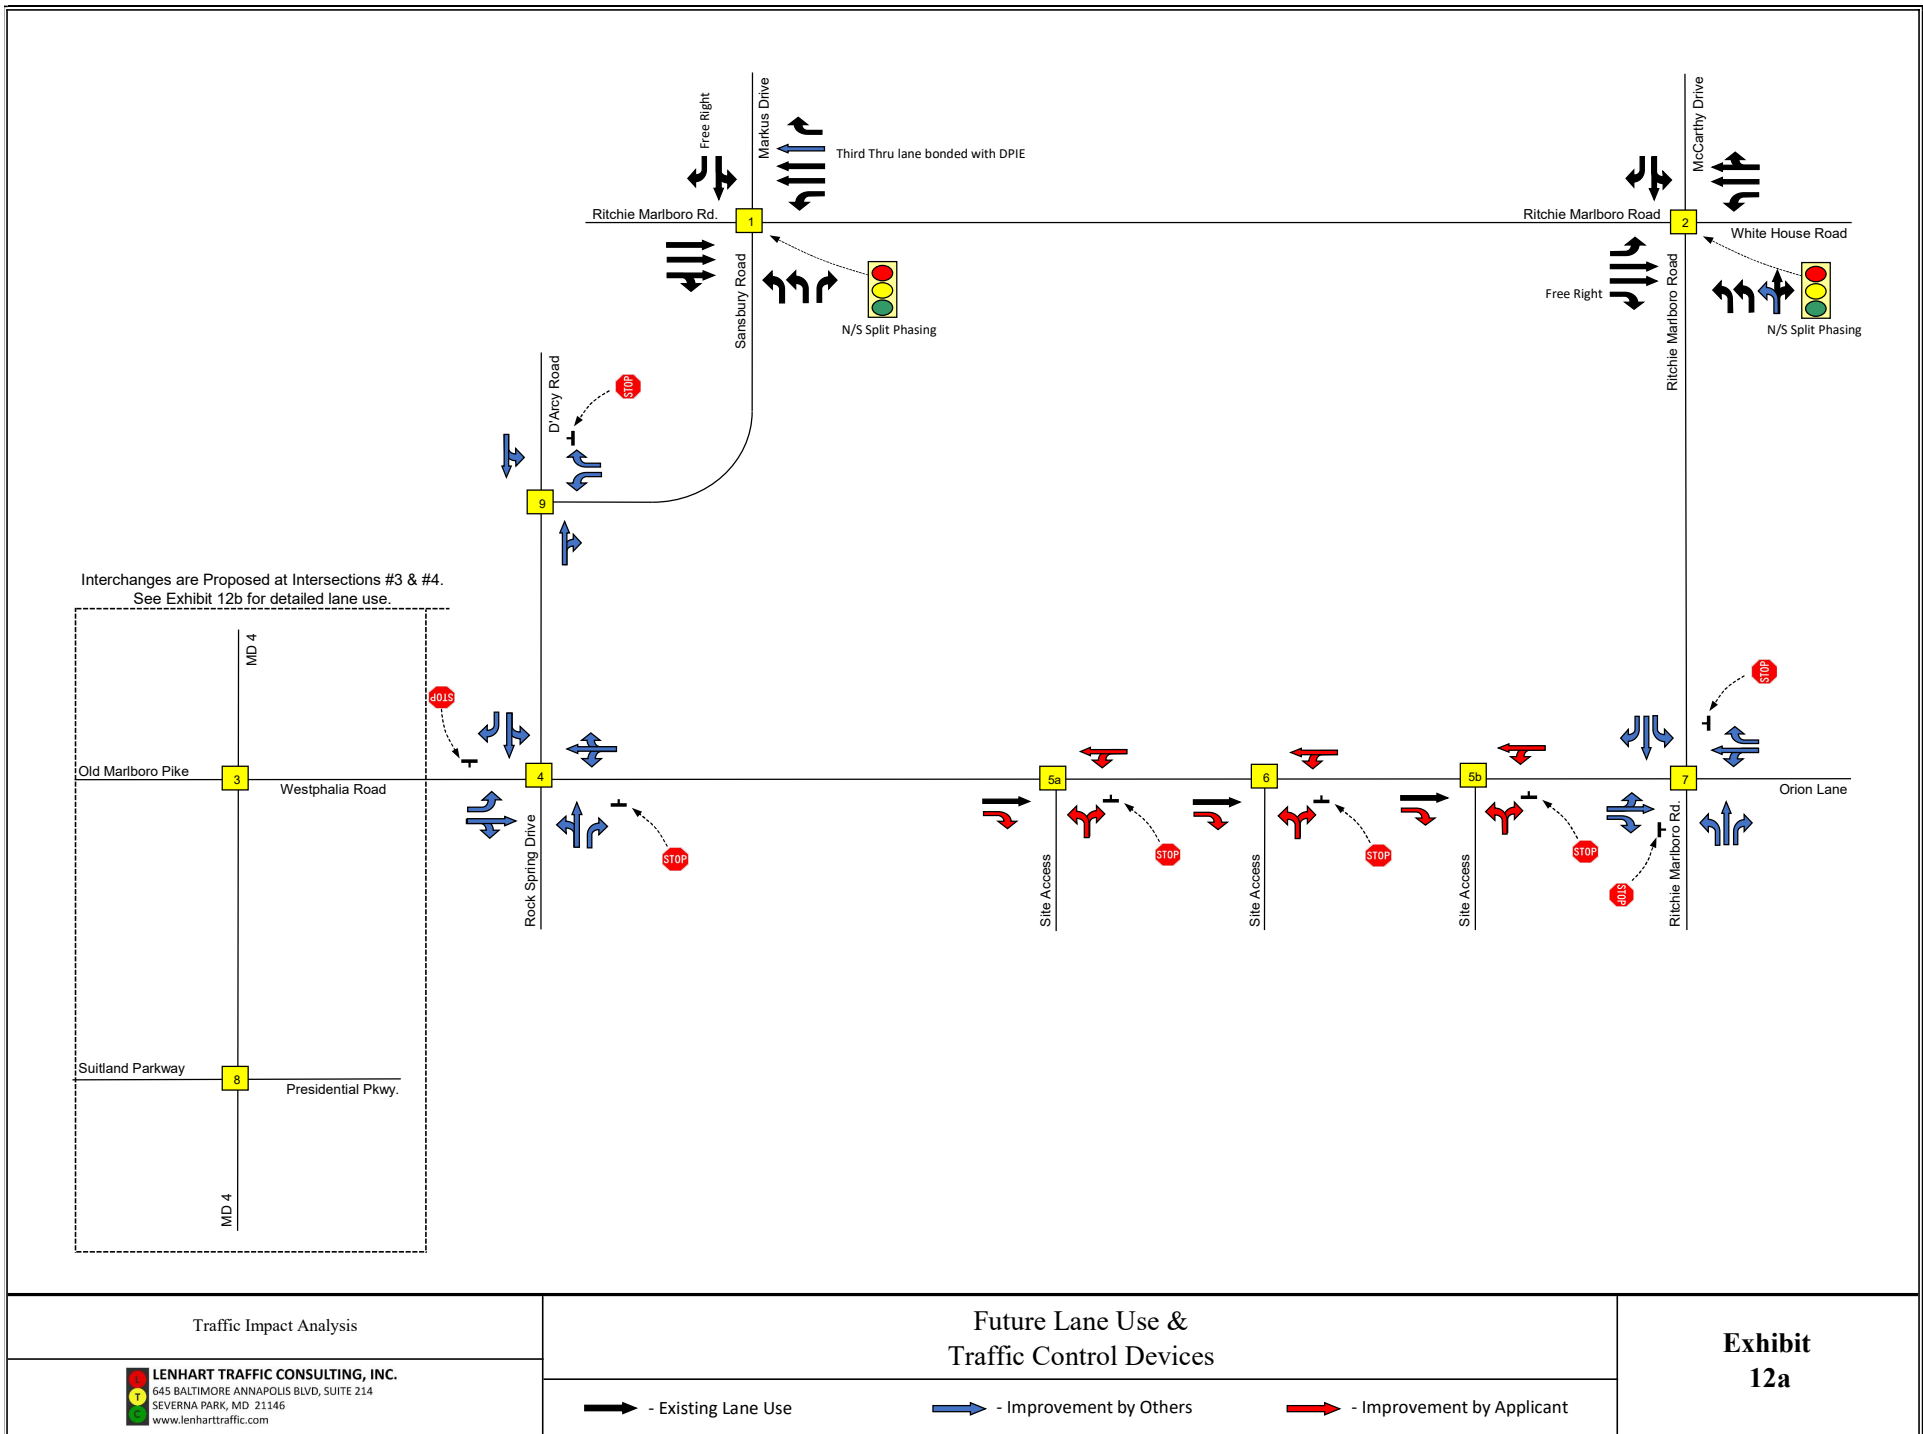 Free Right
Markus Drive
Third Thru lane bonded with DPIE
Ritchie Marlboro Rd.
1
Sansbury Road
N/S Split Phasing
McCarthy Drive
Ritchie Marlboro Road
2
White House Road
Free Right
Ritchie Marlboro Road
N/S Split Phasing
D'Arcy Road
STOP
9
Interchanges are Proposed at Intersections #3 & #4.
See Exhibit 12b for detailed lane use.
MD 4
STOP
STOP
Old Marlboro Pike
3
Westphalia Road
4
5a
6
5b
7
Orion Lane
Rock Spring Drive
STOP
Site Access
STOP
Site Access
STOP
Site Access
STOP
STOP
Ritchie Marlboro Rd.
Suitland Parkway
8
Presidential Pkwy.
MD 4
Traffic Impact Analysis
L
T
C
LENHART TRAFFIC CONSULTING, INC.
645 BALTIMORE ANNAPOLIS BLVD, SUITE 214
SEVERNA PARK, MD 21146
www.lenharttraffic.com
Future Lane Use &
Traffic Control Devices
- Existing Lane Use
- Improvement by Others
- Improvement by Applicant
Exhibit
12a